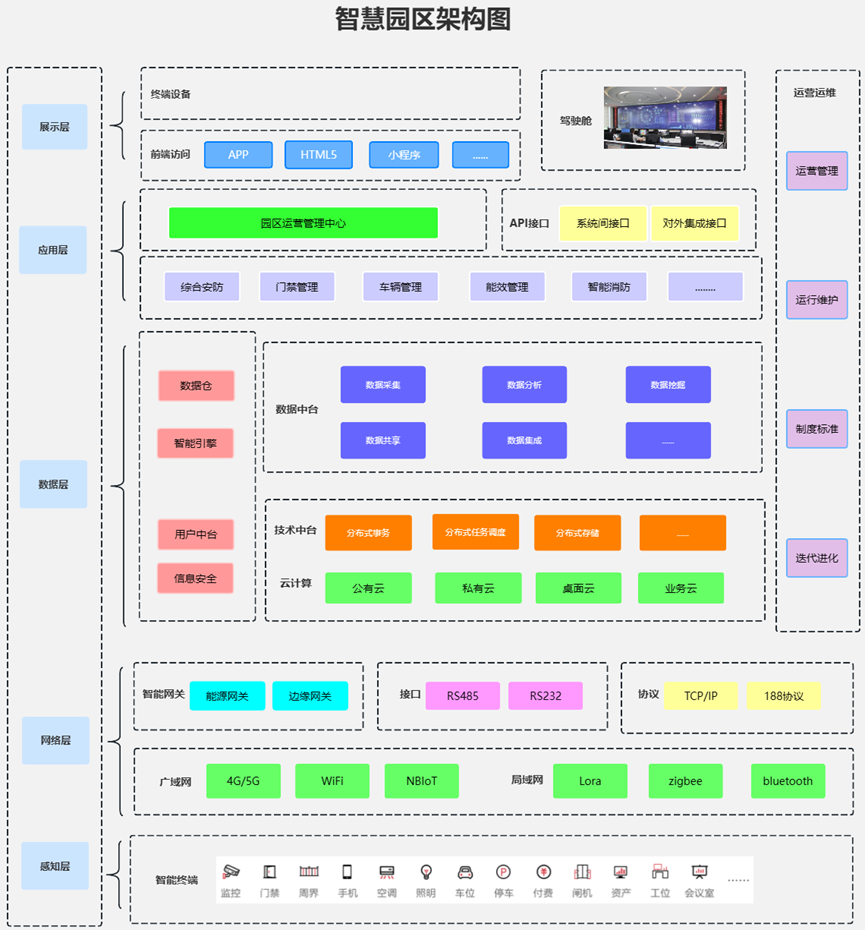 智慧园区架构图
展示层
终端设备
前端访问
APP
HTML5
小程序
......
驾驶舱
应用层
园区运营管理中心
API接口
系统间接口
对外集成接口
综合安防
门禁管理
车辆管理
能效管理
智能消防
........
数据层
数据仓
智能引擎
用户中台
信息安全
数据中台
数据采集
数据分析
数据挖掘
数据共享
数据集成
......
技术中台
分布式事务
分布式任务调度
分布式存储
......
云计算
公有云
私有云
桌面云
业务云
网络层
智能网关
能源网关
边缘网关
接口
RS485
RS232
协议
TCP/IP
188协议
广域网
4G/5G
WiFi
NBIoT
局域网
Lora
zigbee
bluetooth
感知层
智能终端
监控
门禁
周界
手机
空调
照明
车位
停车
付费
闸机
资产
工位
会议室
......
运营运维
运营管理
运行维护
制度标准
迭代进化